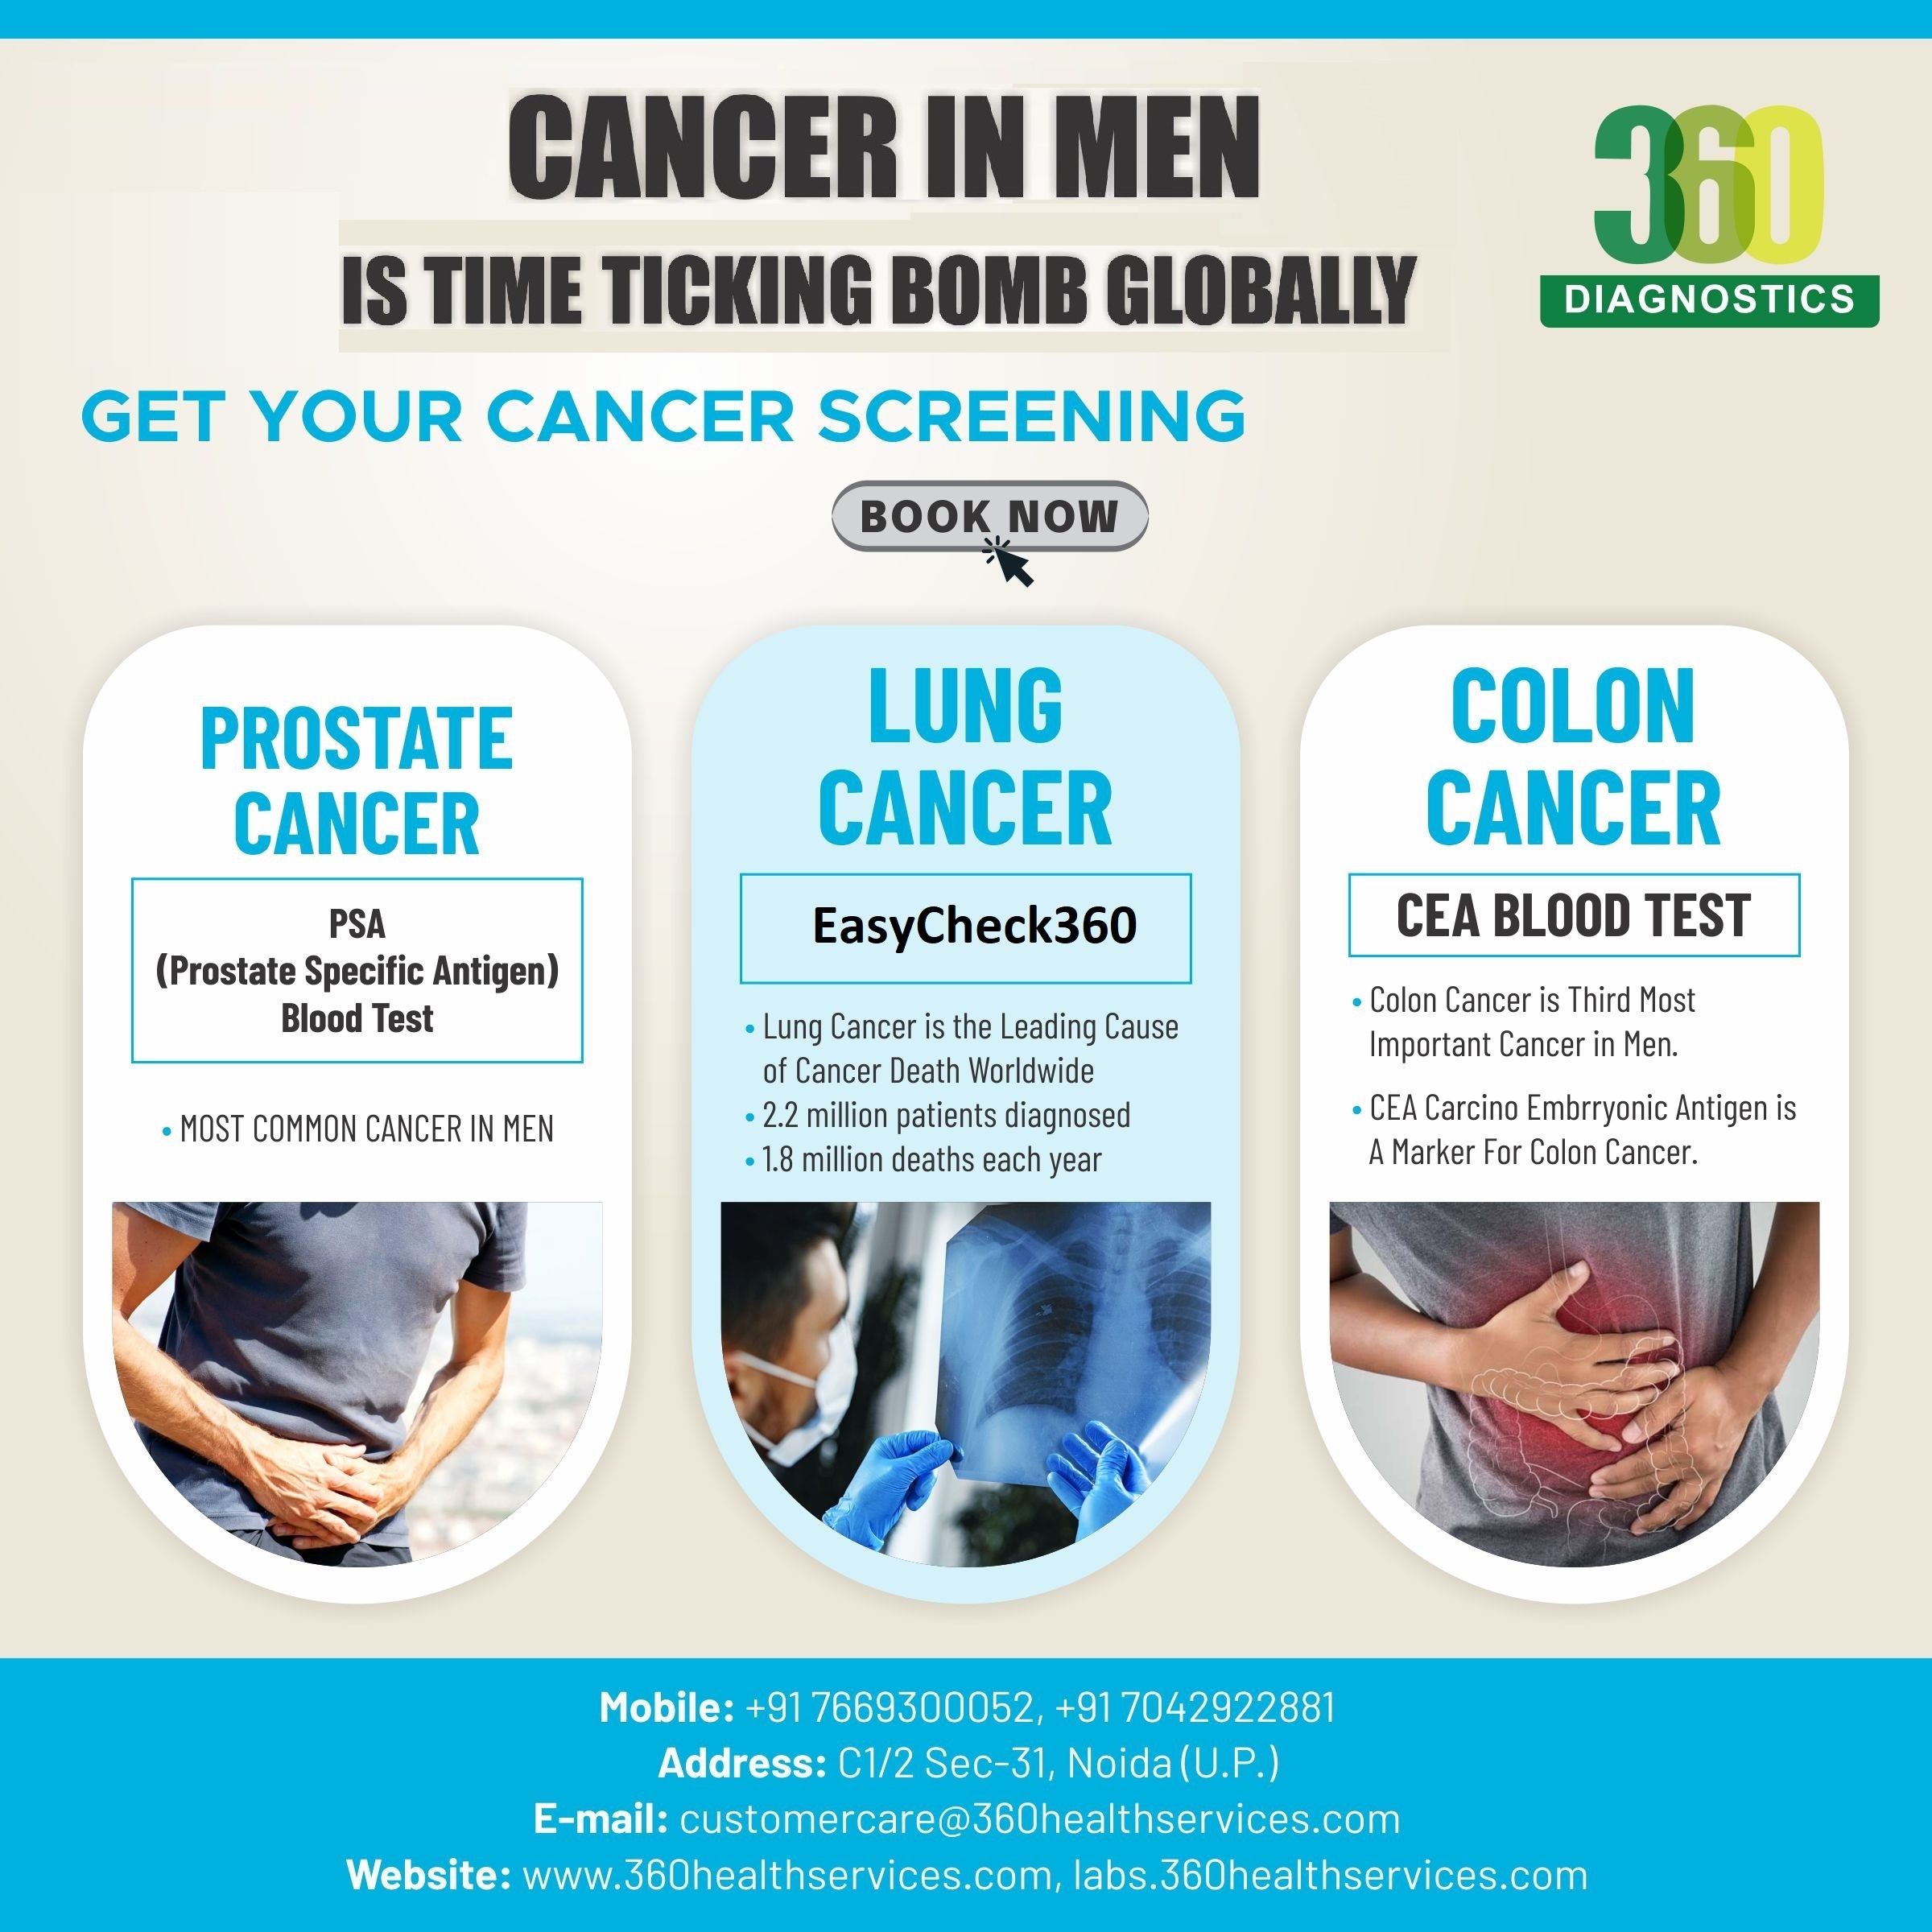 CANCER IN MEN
IS TIME TICKING BOMB GLOBALLY
360
DIAGNOSTICS
GET YOUR CANCER SCREENING
BOOK NOW
PROSTATE
CANCER
PSA
(Prostate Specific Antigen)
Blood Test
• MOST COMMON CANCER IN MEN
LUNG
CANCER
EasyCheck360
• Lung Cancer is the Leading Cause
of Cancer Death Worldwide
• 2.2 million patients diagnosed
• 1.8 million deaths each year
COLON
CANCER
CEA BLOOD TEST
• Colon Cancer is Third Most
Important Cancer in Men.
• CEA Carcino Embrryonic Antigen is
A Marker For Colon Cancer.
Mobile: +91 7669300052, +91 7042922881
Address: C1/2 Sec-31, Noida (U.P.)
E-mail: customercare@360healthservices.com
Website: www.360healthservices.com, labs.360healthservices.com